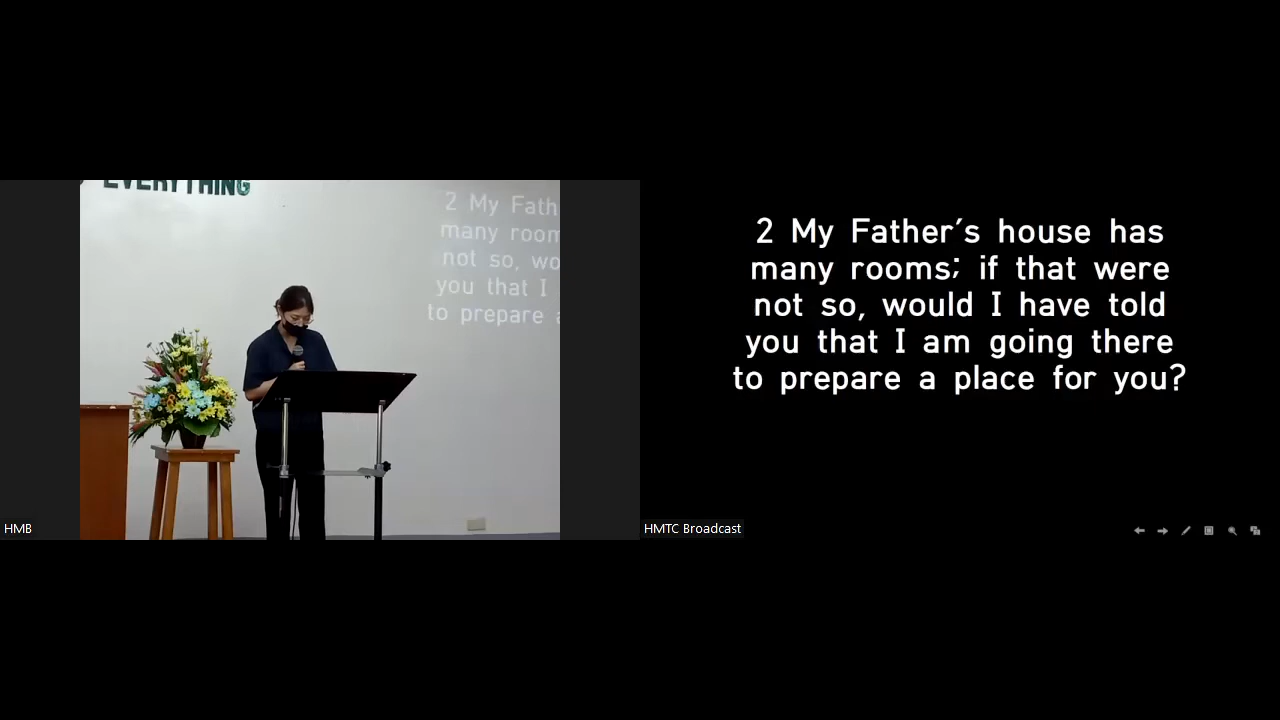 EVERYTHING
2 My Fath
many room
not so, wo
you that I
to prepare a
HMB
2 My Father's house has
many rooms; if that were
not so, would I have told
you that I am going there
to prepare a place for you?
HMTC Broadcast